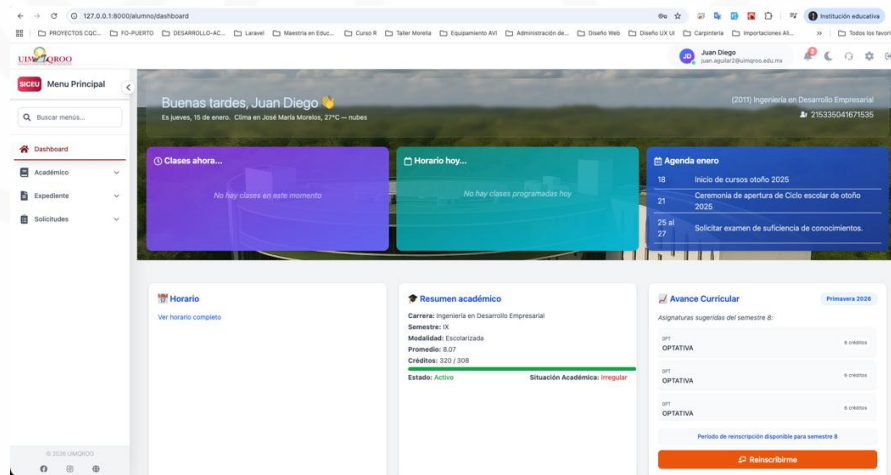 127.0.0.1:8000/alumno/dashboard
Institución educativa
PROYECTOS CQC...
FO-PUERTO
DESARROLLO-AC...
Laravel
Maestria en Educ...
Curso R
Taller Morelia
Equipamiento AVI
Administración de...
Diseño Web
Diseño UX UI
Carpinteria
Importaciones Ali...
Todos los favori
UIMQROO
JD
Juan Diego
juan.aguilar2@uimqroo.edu.mx
SICEU Menu Principal
Buscar menús...
Dashboard
Académico
Expediente
Solicitudes
© 2026 UIMQROO
Buenas tardes, Juan Diego 👋
Es jueves, 15 de enero. Clima en José María Morelos, 27°C — nubes
(2011) Ingeniería en Desarrollo Empresarial
215335041671535
Clases ahora...
No hay clases en este momento
Horario hoy...
No hay clases programadas hoy
Agenda enero
18 Inicio de cursos otoño 2025
21 Ceremonia de apertura de Ciclo escolar de otoño
2025
25 al
27
Solicitar examen de suficiencia de conocimientos.
Horario
Ver horario completo
Resumen académico
Carrera: Ingeniería en Desarrollo Empresarial
Semestre: IX
Modalidad: Escolarizada
Promedio: 8.07
Créditos: 320 / 308
Estado: Activo
Situación Académica: Irregular
Avance Curricular
Primavera 2026
Asignaturas sugeridas del semestre 8:
OPT
OPTATIVA
6 créditos
OPT
OPTATIVA
6 créditos
OPT
OPTATIVA
6 créditos
Periodo de reinscripción disponible para semestre 8
Reinscribirme